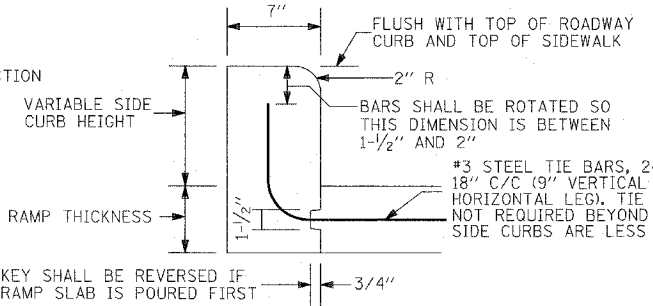 7"
FLUSH WITH TOP OF ROADWAY
CURB AND TOP OF SIDEWALK
2" R
VARIABLE SIDE
CURB HEIGHT
BARS SHALL BE ROTATED SO
THIS DIMENSION IS BETWEEN
1-1/2" AND 2"
#3 STEEL TIE BARS,
18" C/C (9" VERTICAL
HORIZONTAL LEG). TIE
NOT REQUIRED BEYOND
SIDE CURBS ARE LESS
RAMP THICKNESS
1-1/2"
KEY SHALL BE REVERSED IF
RAMP SLAB IS POURED FIRST
3/4"